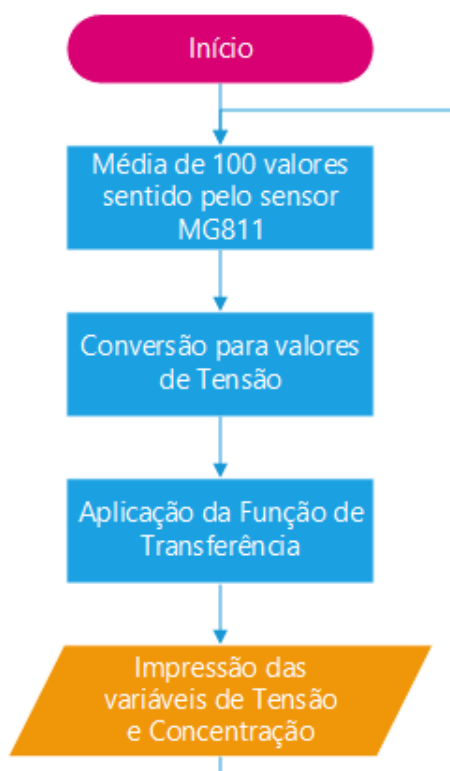 Início
Média de 100 valores
sentido pelo sensor
MG811
Conversão para valores
de Tensão
Aplicação da Função de
Transferência
Impressão das
variáveis de Tensão
e Concentração